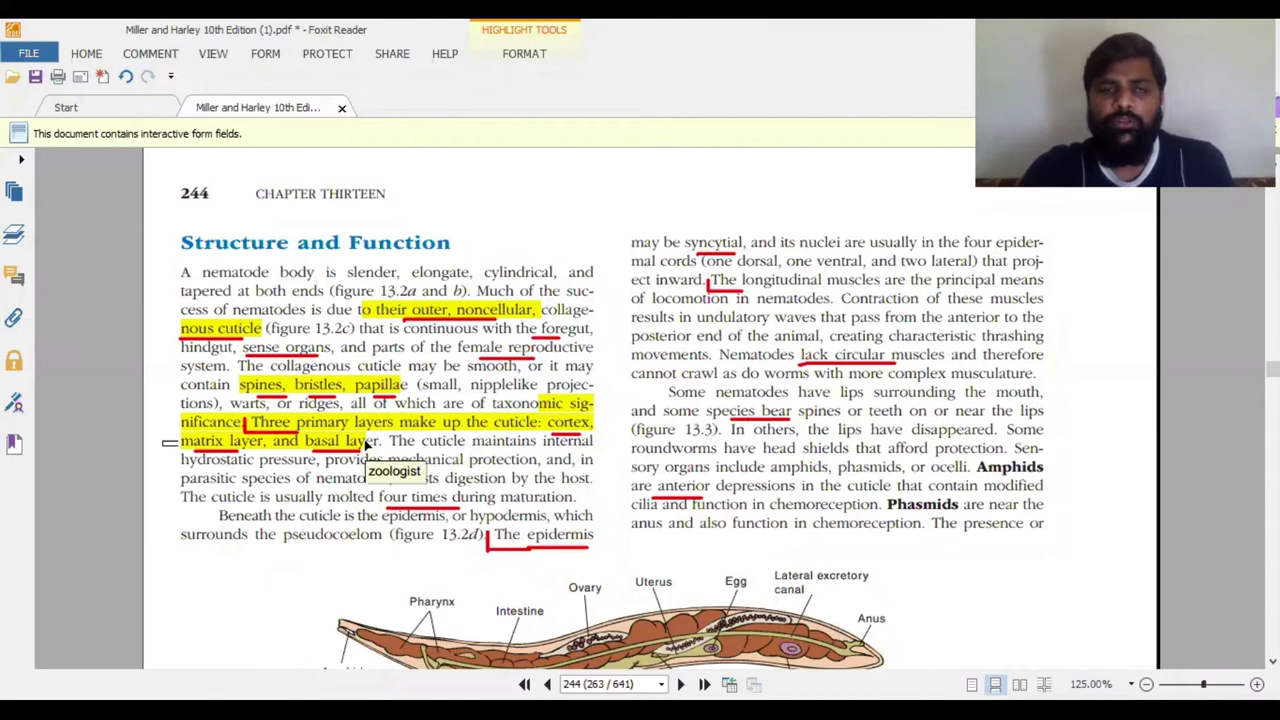 Miller and Harley 10th Edition (1).pdf * - Foxit Reader
HIGHLIGHT TOOLS
FILE HOME COMMENT VIEW FORM PROTECT SHARE HELP FORMAT
Start
Miller and Harley 10th Edi...
This document contains interactive form fields.
244 CHAPTER THIRTEEN
Structure and Function
A nematode body is slender, elongate, cylindrical, and
tapered at both ends (figure 13.2a and b). Much of the suc-
cess of nematodes is due to their outer, noncellular, collage-
nous cuticle (figure 13.2c) that is continuous with the foregut,
hindgut, sense organs, and parts of the female reproductive
system. The collagenous cuticle may be smooth, or it may
contain spines, bristles, papillae (small, nipplelike projec-
tions), warts, or ridges, all of which are of taxonomic sig-
nificance. Three primary layers make up the cuticle: cortex,
matrix layer, and basal layer. The cuticle maintains internal
hydrostatic pressure, provides mechanical protection, and, in
zoologist
parasitic species of digestion by the host.
The cuticle is usually molted four times during maturation.
Beneath the cuticle is the epidermis, or hypodermis, which
surrounds the pseudocoelom (figure 13.2d). The epidermis
may be syncytial, and its nuclei are usually in the four epider-
mal cords (one dorsal, one ventral, and two lateral) that proj-
ect inward. The longitudinal muscles are the principal means
of locomotion in nematodes. Contraction of these muscles
results in undulatory waves that pass from the anterior to the
posterior end of the animal, creating characteristic thrashing
movements. Nematodes lack circular muscles and therefore
cannot crawl as do worms with more complex musculature.
Some nematodes have lips surrounding the mouth,
and some species bear spines or teeth on or near the lips
(figure 13.3). In others, the lips have disappeared. Some
roundworms have head shields that afford protection. Sen-
sory organs include amphids, phasmids, or ocelli. Amphids
are anterior depressions in the cuticle that contain modified
cilia and function in chemoreception. Phasmids are near the
anus and also function in chemoreception. The presence or
Pharynx
Intestine
Ovary
Uterus
Egg
Lateral excretory
canal
Anus
244 (263 / 641)
125.00%